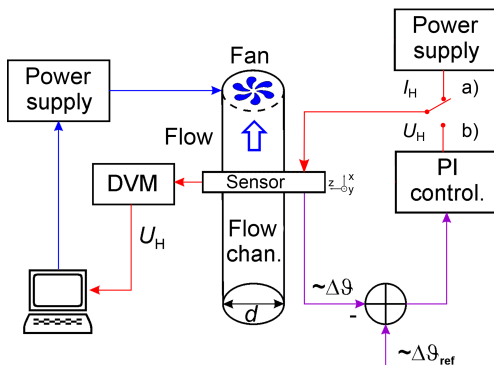 Power
supply
Fan
Power
supply
I_H
a)
Flow
U_H
b)
DVM
Sensor
z
x
y
PI
control.
U_H
Flow
chan.
~Δϑ
-
d
~Δϑ_ref